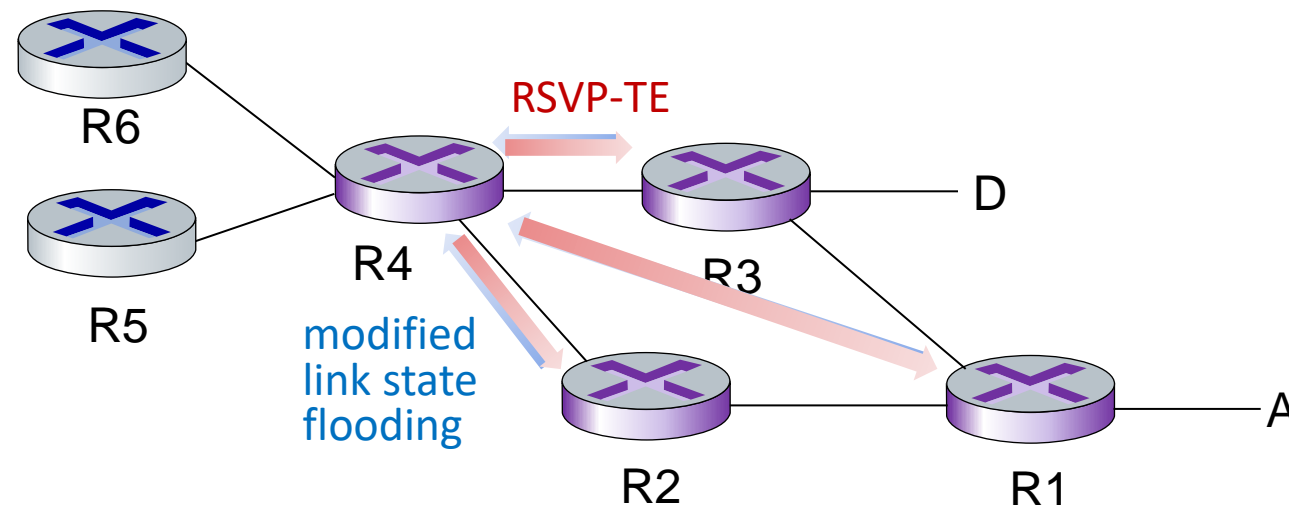 R6
RSVP-TE
D
R4
R3
R5
modified
link state
flooding
A
R2
R1